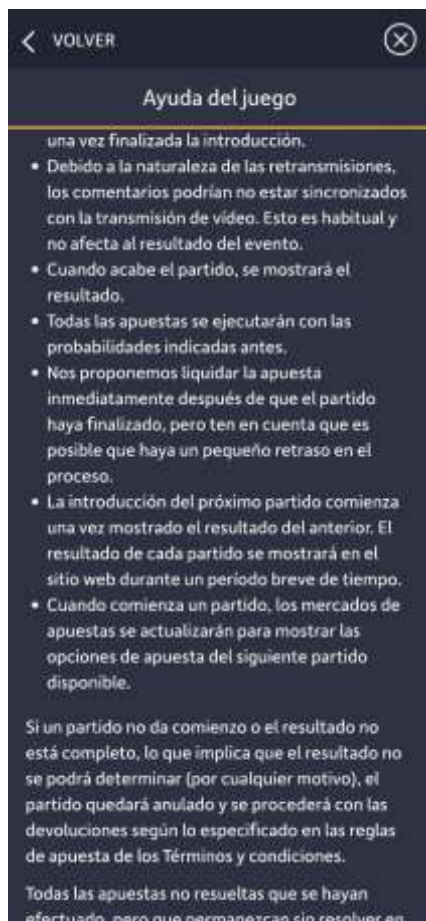 VOLVER
Ayuda del juego
una vez finalizada la introducción.
• Debido a la naturaleza de las retransmisiones,
los comentarios podrían no estar sincronizados
con la transmisión de vídeo. Esto es habitual y
no afecta al resultado del evento.
• Cuando acabe el partido, se mostrará el
resultado.
• Todas las apuestas se ejecutarán con las
probabilidades indicadas antes.
• Nos proponemos liquidar la apuesta
inmediatamente después de que el partido
haya finalizado, pero ten en cuenta que es
posible que haya un pequeño retraso en el
proceso.
• La introducción del próximo partido comienza
una vez mostrado el resultado del anterior. El
resultado de cada partido se mostrará en el
sitio web durante un período breve de tiempo.
• Cuando comienza un partido, los mercados de
apuestas se actualizarán para mostrar las
opciones de apuesta del siguiente partido
disponible.
Si un partido no da comienzo o el resultado no
está completo, lo que implica que el resultado no
se podrá determinar (por cualquier motivo), el
partido quedará anulado y se procederá con las
devoluciones según lo especificado en las reglas
de apuesta de los Términos y condiciones.
Todas las apuestas no resueltas que se hayan
efectuado, pero que permanezcan sin resolver en